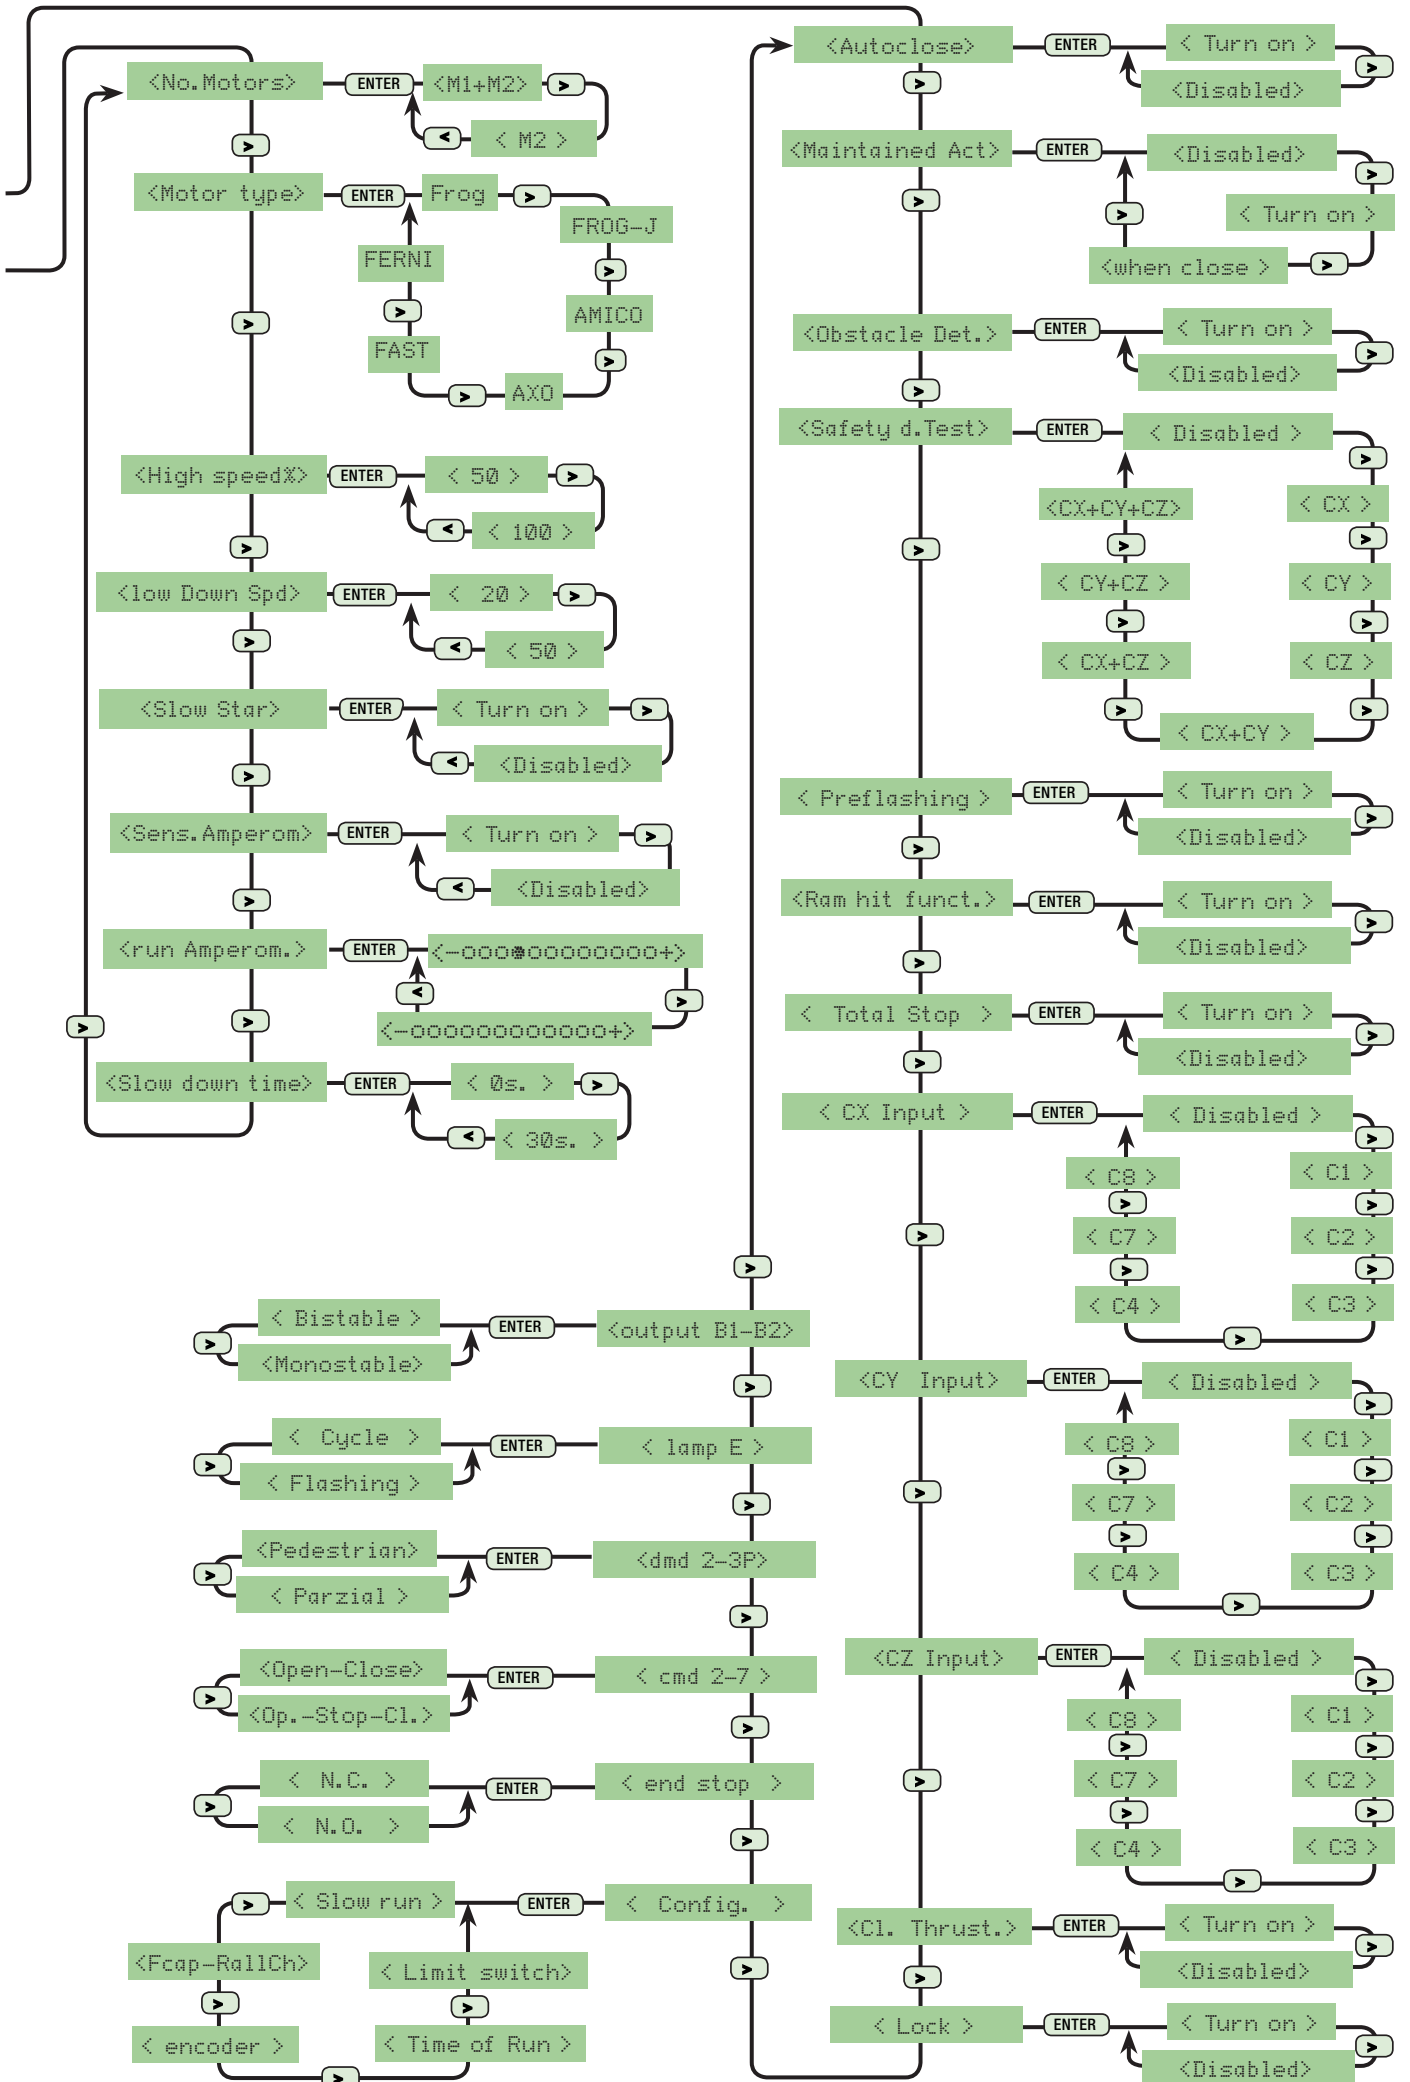 <No.Motors> ENTER <M1+M2> >
< < M2 >
>
<Motor type> ENTER Frog >
FROG-J
>
AMICO
>
AXO
>
FAST
>
FERNI
>
<High speed%> ENTER < 50 > >
< < 100 >
>
<low Down Spd> ENTER < 20 > >
< < 50 >
>
<Slow Star> ENTER < Turn on > >
< <Disabled>
>
<Sens.Amperom> ENTER < Turn on > >
< <Disabled>
>
<run Amperom.> ENTER <-ooo●ooooooooo+>
< >
<-oooooooooooo+>
> >
<Slow down time> ENTER < 0s. > >
< < 30s. >
<Autoclose> ENTER < Turn on >
> >
<Disabled>
<Maintained Act> ENTER <Disabled>
>
> > < Turn on >
<when close > >
<Obstacle Det.> ENTER < Turn on >
>
<Disabled>
>
<Safety d.Test> ENTER < Disabled >
>
< CX >
>
< CY >
>
< CZ >
>
< CX+CY >
>
< CX+CZ >
>
< CY+CZ >
>
<CX+CY+CZ>
>
< Preflashing > ENTER < Turn on >
>
<Disabled>
>
<Ram hit funct.> ENTER < Turn on >
>
<Disabled>
>
< Total Stop > ENTER < Turn on >
>
<Disabled>
>
< CX Input > ENTER < Disabled >
>
< C8 > < C1 >
> >
< C7 > < C2 >
> >
< C4 > < C3 >
>
>
<CY Input> ENTER < Disabled >
>
< C8 > < C1 >
> >
< C7 > < C2 >
> >
< C4 > < C3 >
>
>
<CZ Input> ENTER < Disabled >
>
< C8 > < C1 >
> >
< C7 > < C2 >
> >
< C4 > < C3 >
>
>
<Cl. Thrust.> ENTER < Turn on >
>
<Disabled>
>
< Lock > ENTER < Turn on >
>
<Disabled>
>
< Bistable > ENTER <output B1-B2>
>
<Monostable>
>
< Cycle > ENTER < lamp E >
>
< Flashing >
>
<Pedestrian> ENTER <dmd 2-3P>
>
< Parzial >
>
<Open-Close> ENTER < cmd 2-7 >
>
<Op.-Stop-Cl.>
>
< N.C. > ENTER < end stop >
>
< N.O. >
>
> < Slow run > ENTER < Config. >
<Fcap-RallCh> < Limit switch>
> > >
< encoder > < Time of Run >
>